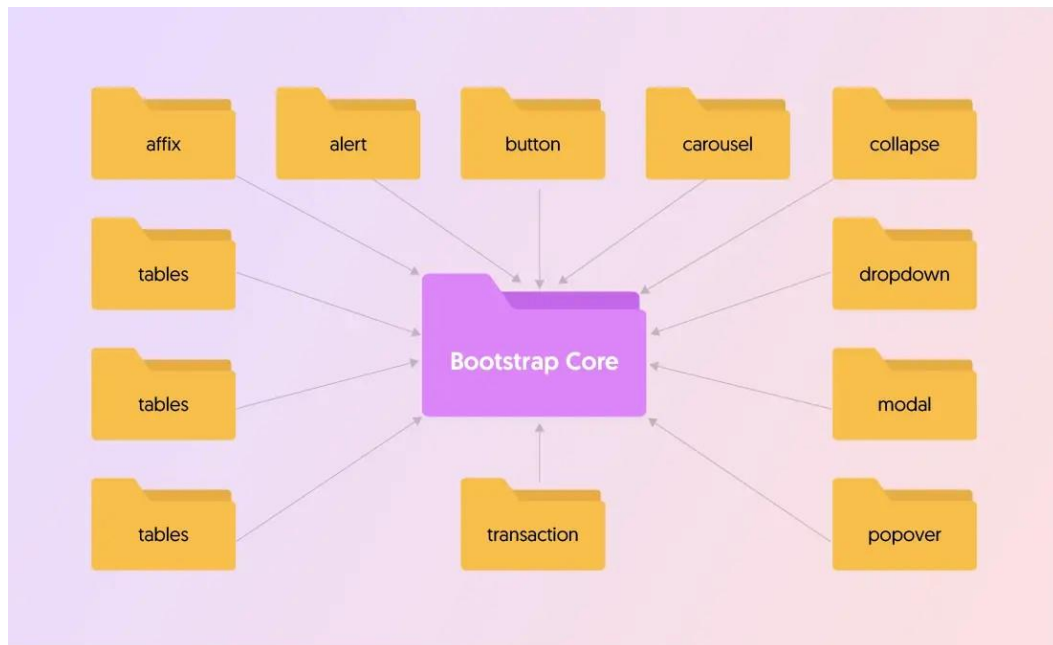 affix
alert
button
carousel
collapse
tables
dropdown
Bootstrap Core
tables
modal
tables
transaction
popover